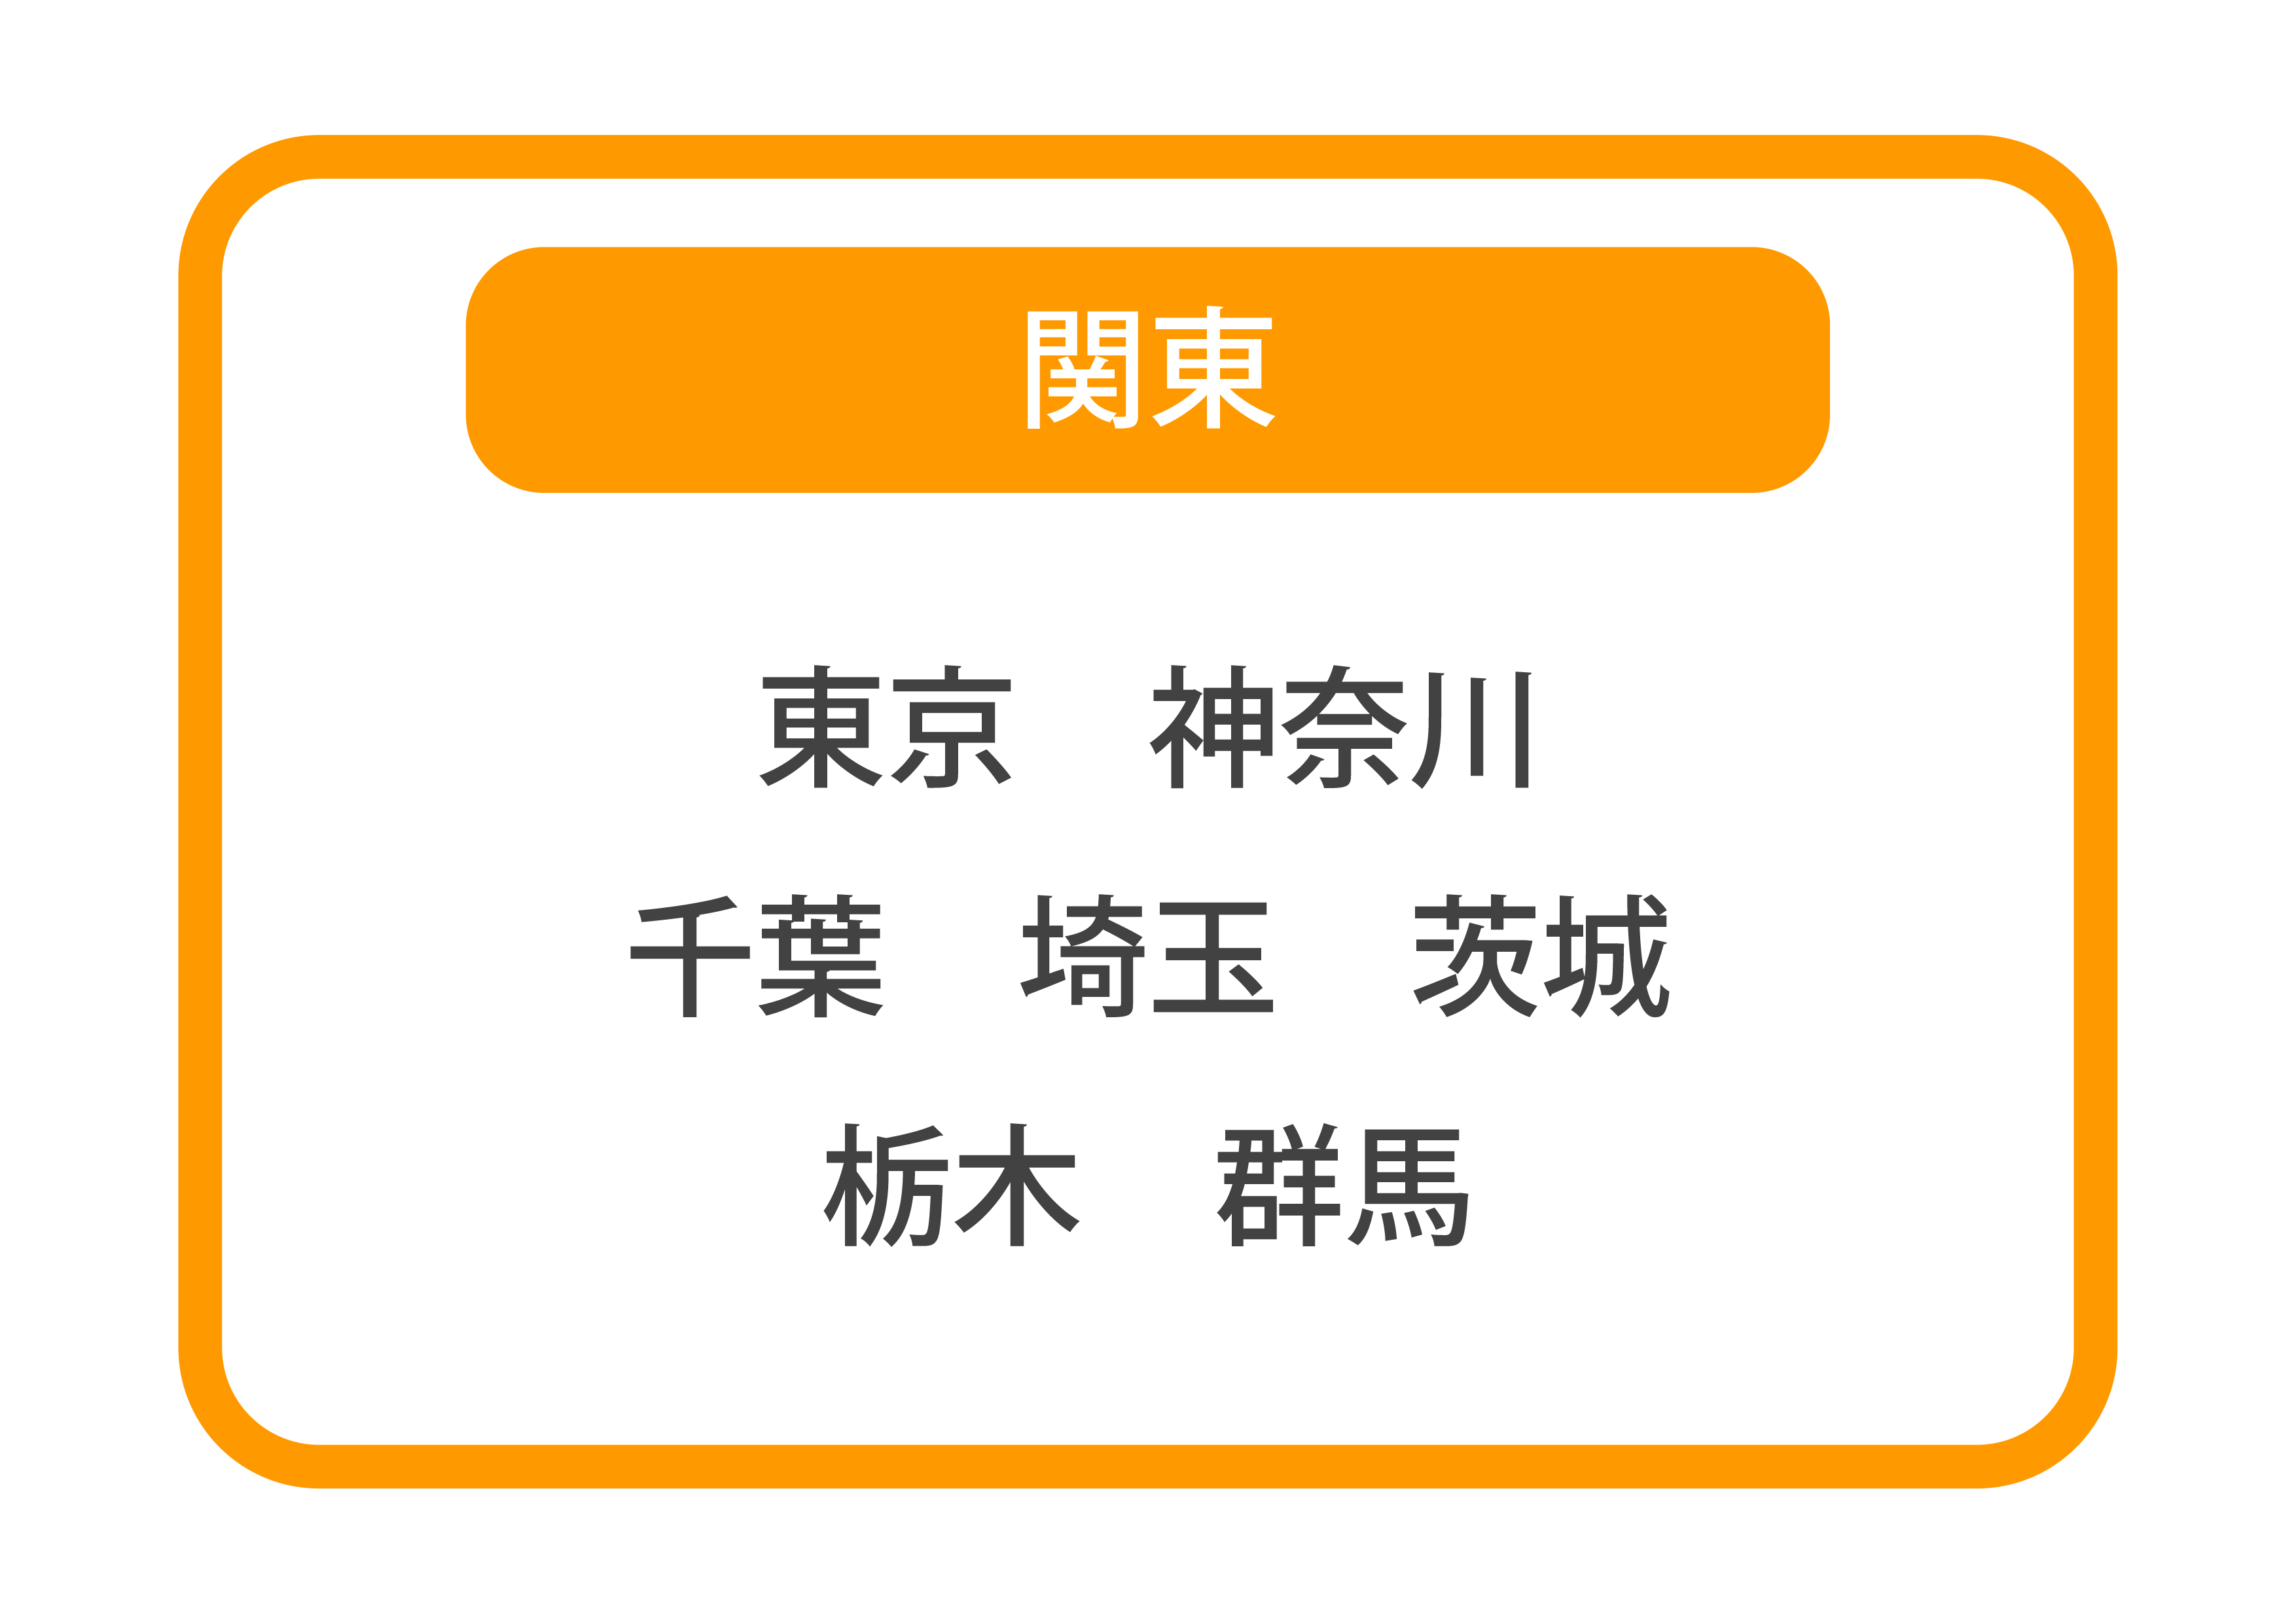 関東
東京　神奈川
千葉　埼玉　茨城
栃木　群馬